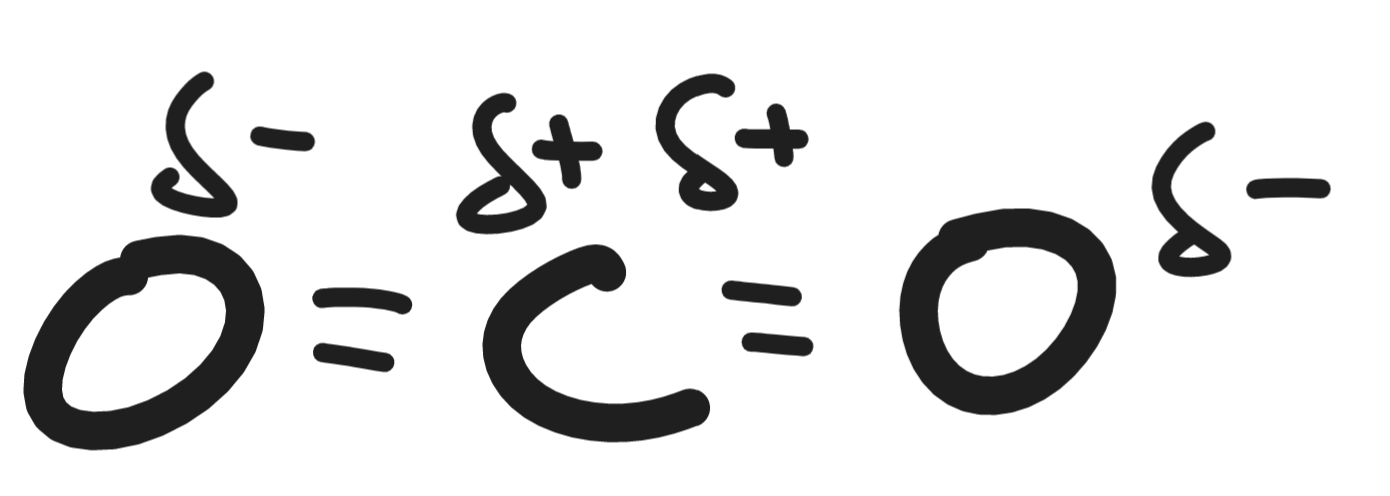 δ- δ+ δ+ δ-
O = C = O